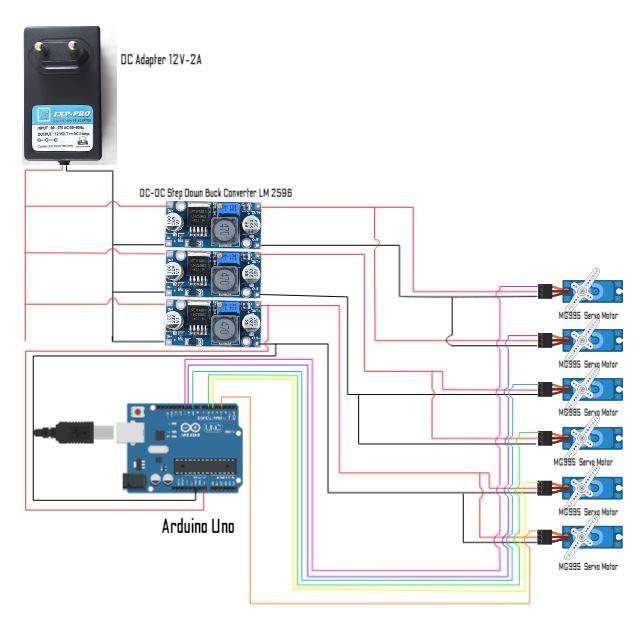 DC Adapter 12V-2A
EXP-PRO
DC-DC Step Down Buck Converter LM 2596
MG995 Servo Motor
MG995 Servo Motor
MG995 Servo Motor
MG995 Servo Motor
MG995 Servo Motor
MG995 Servo Motor
UNO
Arduino Uno